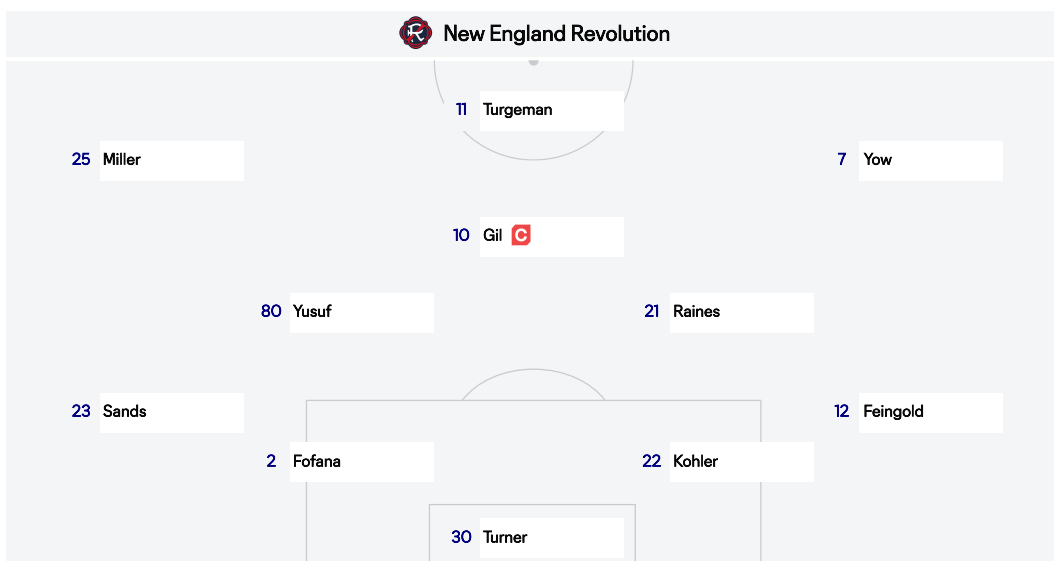 New England Revolution
11 Turgeman
25 Miller
7 Yow
10 Gil C
80 Yusuf
21 Raines
23 Sands
12 Feingold
2 Fofana
22 Kohler
30 Turner